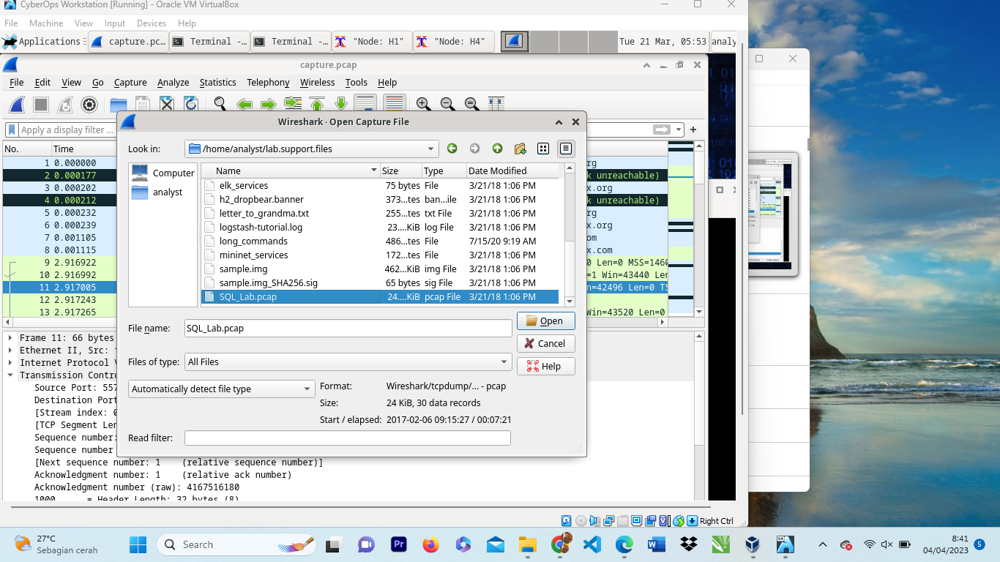 CyberOps Workstation [Running] - Oracle VM VirtualBox
File Machine View Input Devices Help
Applications capture.pc... Terminal -... Terminal -... "Node: H1" "Node: H4" Tue 21 Mar, 05:53 analy
capture.pcap
File Edit View Go Capture Analyze Statistics Telephony Wireless Tools Help
Apply a display filter ...
Wireshark · Open Capture File
Look in: /home/analyst/lab.support.files
Computer
analyst
Name Size Type Date Modified
elk_services 75 bytes File 3/21/18 1:06 PM
h2_dropbear.banner 373...tes ban...ile 3/21/18 1:06 PM
letter_to_grandma.txt 255...tes txt File 3/21/18 1:06 PM
logstash-tutorial.log 23....KiB log File 3/21/18 1:06 PM
long_commands 486...tes File 7/15/20 9:19 AM
mininet_services 172...tes File 3/21/18 1:06 PM
sample.img 462...KiB img File 3/21/18 1:06 PM
sample.img_SHA256.sig 65 bytes sig File 3/21/18 1:06 PM
SQL_Lab.pcap 24....KiB pcap File 3/21/18 1:06 PM
File name: SQL_Lab.pcap
Open
Cancel
Files of type: All Files
Help
Automatically detect file type
Format: Wireshark/tcpdump/... - pcap
Size: 24 KiB, 30 data records
Start / elapsed: 2017-02-06 09:15:27 / 00:07:21
Read filter:
No. Time
1 0.000000 org
2 0.000177 k unreachable)
3 0.000202 x.org
4 0.000212 k unreachable)
5 0.000232 rg
6 0.000239 x.org
7 0.001105 com
8 0.001115 x.com
9 2.916922 0 Len=0 MSS=1460
10 2.916992 =1 Win=43440 Len
11 2.917005 =42496 Len=0 TS
12 2.917243
13 2.917265 Win=43520 Len=0
Frame 11: 66 bytes
Ethernet II, Src:
Internet Protocol V
Transmission Contro
Source Port: 557
Destination Port
[Stream index: 0
[TCP Segment Len
Sequence number:
Sequence number
[Next sequence number: 1 (relative sequence number)]
Acknowledgment number: 1 (relative ack number)
Acknowledgment number (raw): 4167516180
1000 .... = Header Length: 32 bytes (8)
Right Ctrl
27°C
Sebagian cerah
Search
Pr
8:41
04/04/2023
5